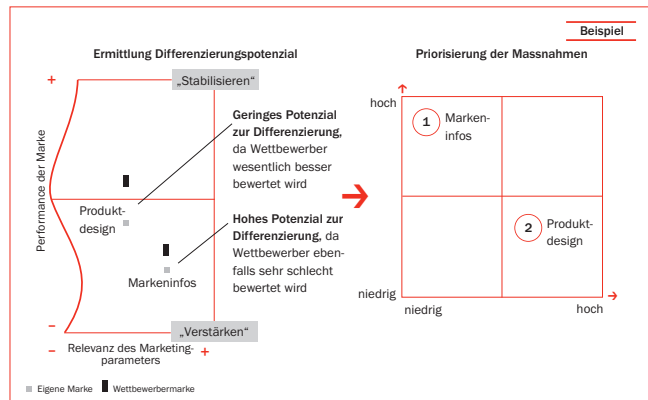 Beispiel
Ermittlung Differenzierungspotenzial
Priorisierung der Massnahmen
+
„Stabilisieren“
Performance der Marke
Geringes Potenzial
zur Differenzierung,
da Wettbewerber
wesentlich besser
bewertet wird
Produkt-
design
Hohes Potenzial zur
Differenzierung, da
Wettbewerber eben-
falls sehr schlecht
bewertet wird
Markeninfos
–
„Verstärken“
–
Relevanz des Marketing-
parameters
+
Eigene Marke
Wettbewerbermarke
hoch
1
Marken-
infos
2
Produkt-
design
niedrig
niedrig
hoch